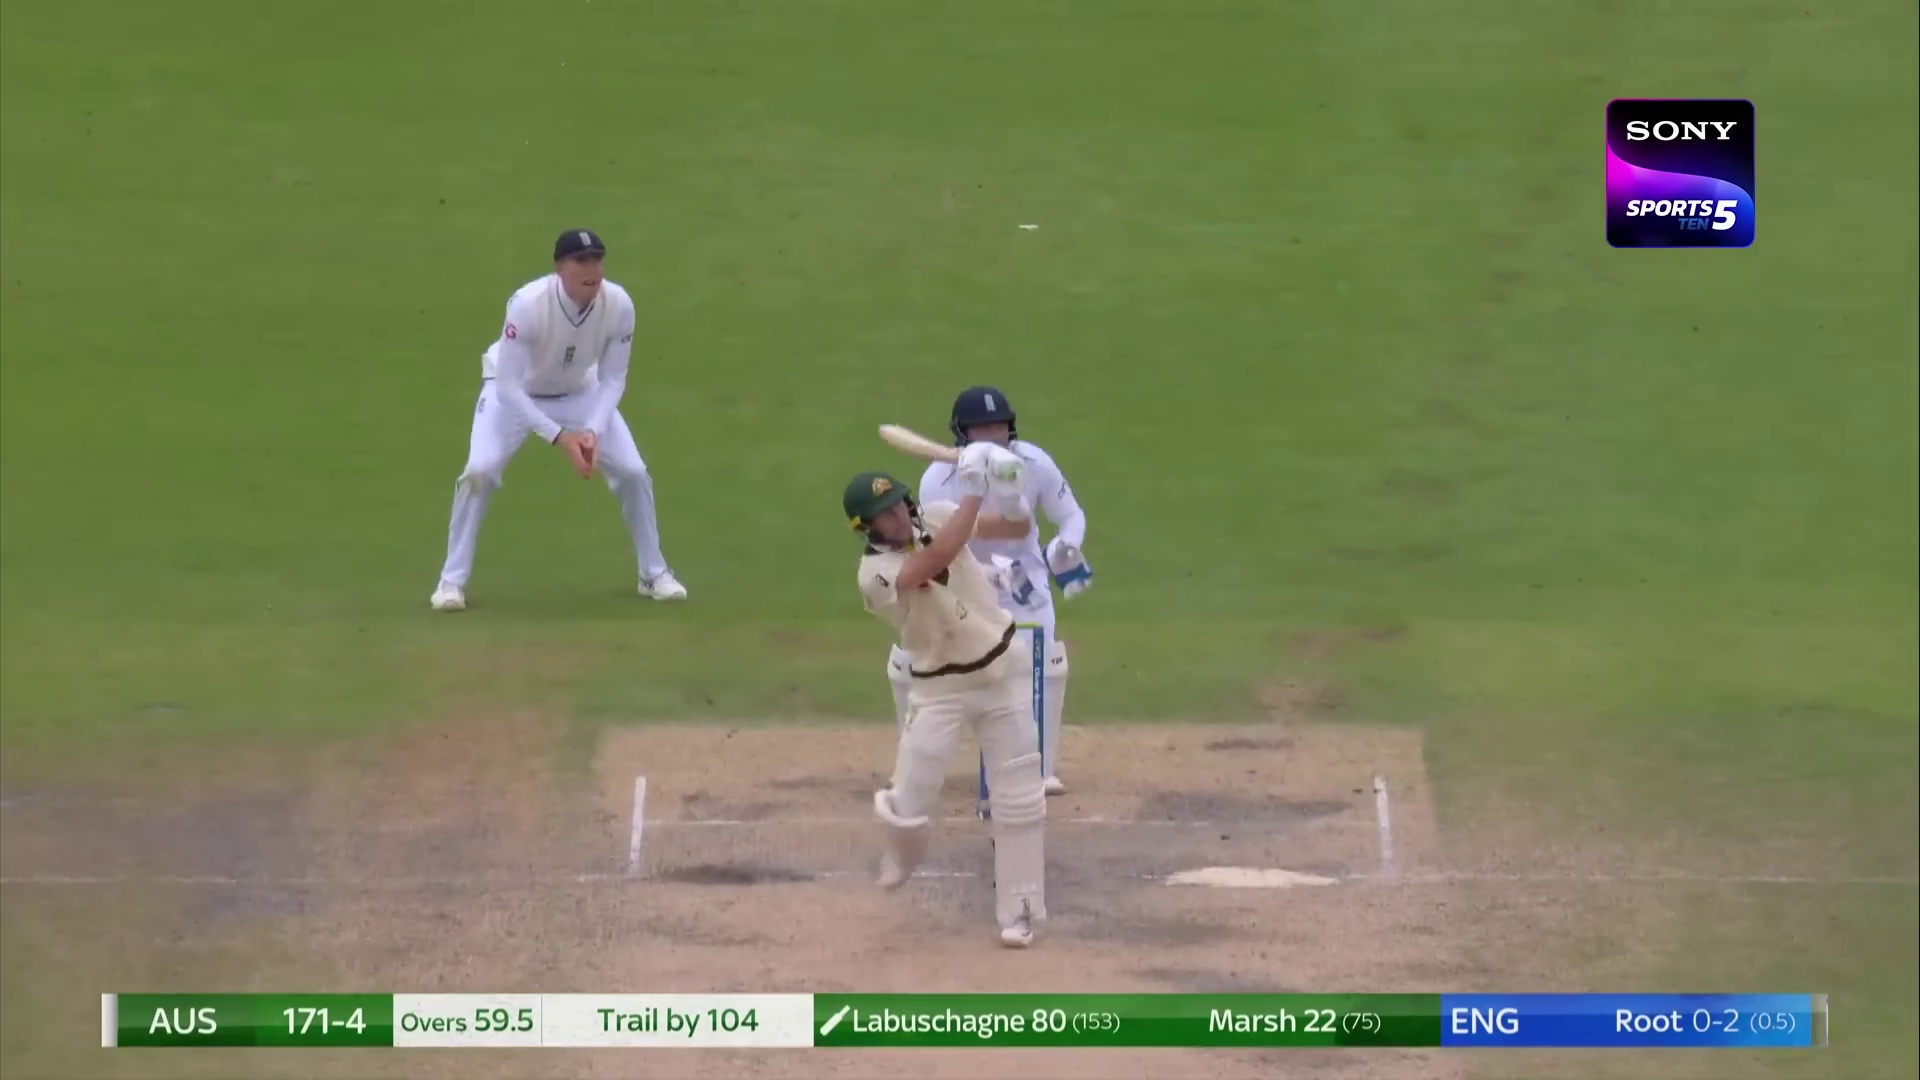 SONY
SPORTS 5
TEN
AUS 171-4 Overs 59.5 Trail by 104 Labuschagne 80 (153) Marsh 22 (75) ENG Root 0-2 (0.5)